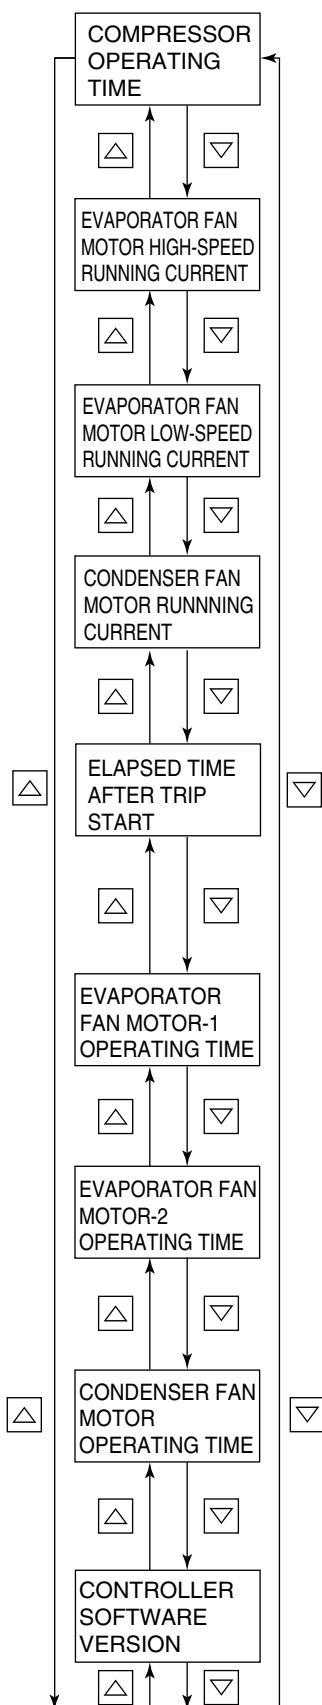 COMPRESSOR
OPERATING
TIME
EVAPORATOR FAN
MOTOR HIGH-SPEED
RUNNING CURRENT
EVAPORATOR FAN
MOTOR LOW-SPEED
RUNNING CURRENT
CONDENSER FAN
MOTOR RUNNNING
CURRENT
ELAPSED TIME
AFTER TRIP
START
EVAPORATOR
FAN MOTOR-1
OPERATING TIME
EVAPORATOR FAN
MOTOR-2
OPERATING TIME
CONDENSER FAN
MOTOR
OPERATING TIME
CONTROLLER
SOFTWARE
VERSION